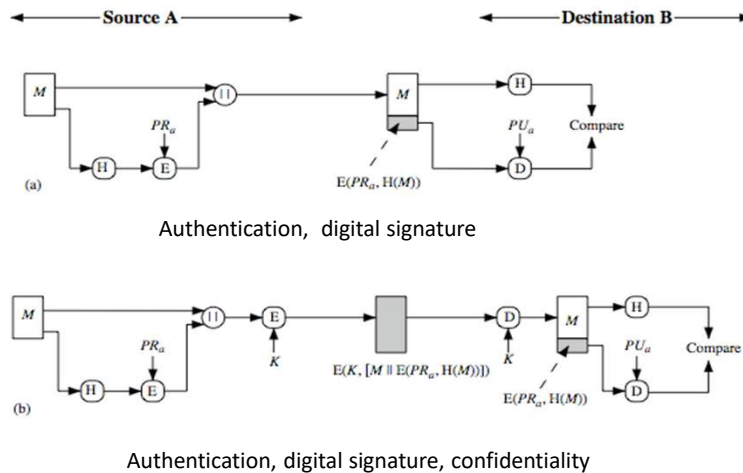 Source A Destination B
M || M H
PRa PUa Compare
H E D
(a) E(PRa, H(M))
Authentication, digital signature
M || E D M H
PRa K K PUa Compare
E(K, [M || E(PRa, H(M))])
H E D
(b) E(PRa, H(M))
Authentication, digital signature, confidentiality